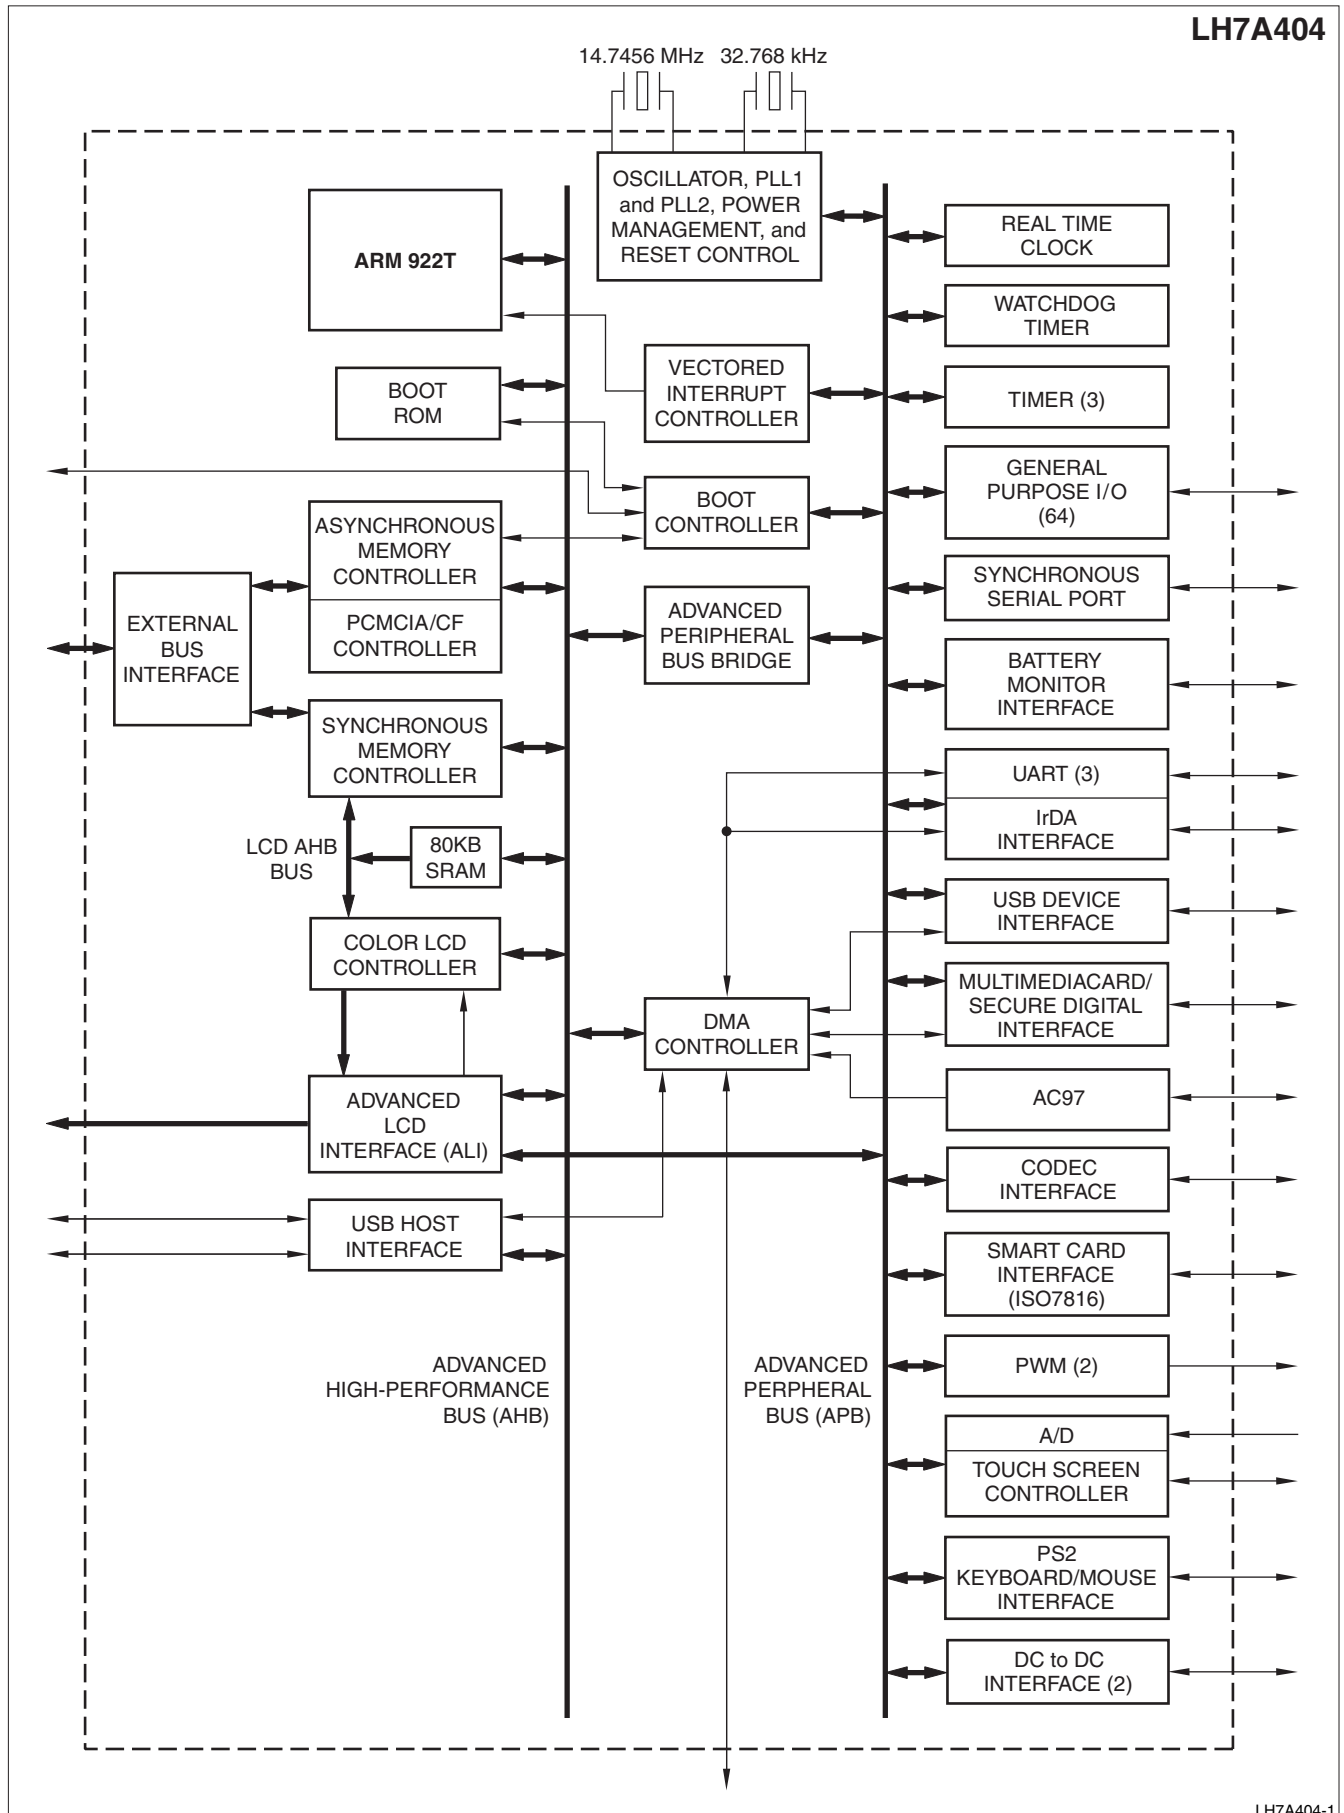 LH7A404
14.7456 MHz
32.768 kHz
OSCILLATOR, PLL1
and PLL2, POWER
MANAGEMENT, and
RESET CONTROL
ARM 922T
REAL TIME
CLOCK
WATCHDOG
TIMER
VECTORED
INTERRUPT
CONTROLLER
BOOT
ROM
TIMER (3)
GENERAL
PURPOSE I/O
(64)
BOOT
CONTROLLER
ASYNCHRONOUS
MEMORY
CONTROLLER
PCMCIA/CF
CONTROLLER
EXTERNAL
BUS
INTERFACE
ADVANCED
PERIPHERAL
BUS BRIDGE
SYNCHRONOUS
SERIAL PORT
BATTERY
MONITOR
INTERFACE
SYNCHRONOUS
MEMORY
CONTROLLER
UART (3)
IrDA
INTERFACE
LCD AHB
BUS
80KB
SRAM
USB DEVICE
INTERFACE
COLOR LCD
CONTROLLER
MULTIMEDIACARD/
SECURE DIGITAL
INTERFACE
DMA
CONTROLLER
AC97
ADVANCED
LCD
INTERFACE (ALI)
CODEC
INTERFACE
USB HOST
INTERFACE
SMART CARD
INTERFACE
(ISO7816)
ADVANCED
HIGH-PERFORMANCE
BUS (AHB)
ADVANCED
PERPHERAL
BUS (APB)
PWM (2)
A/D
TOUCH SCREEN
CONTROLLER
PS2
KEYBOARD/MOUSE
INTERFACE
DC to DC
INTERFACE (2)
LH7A404-1